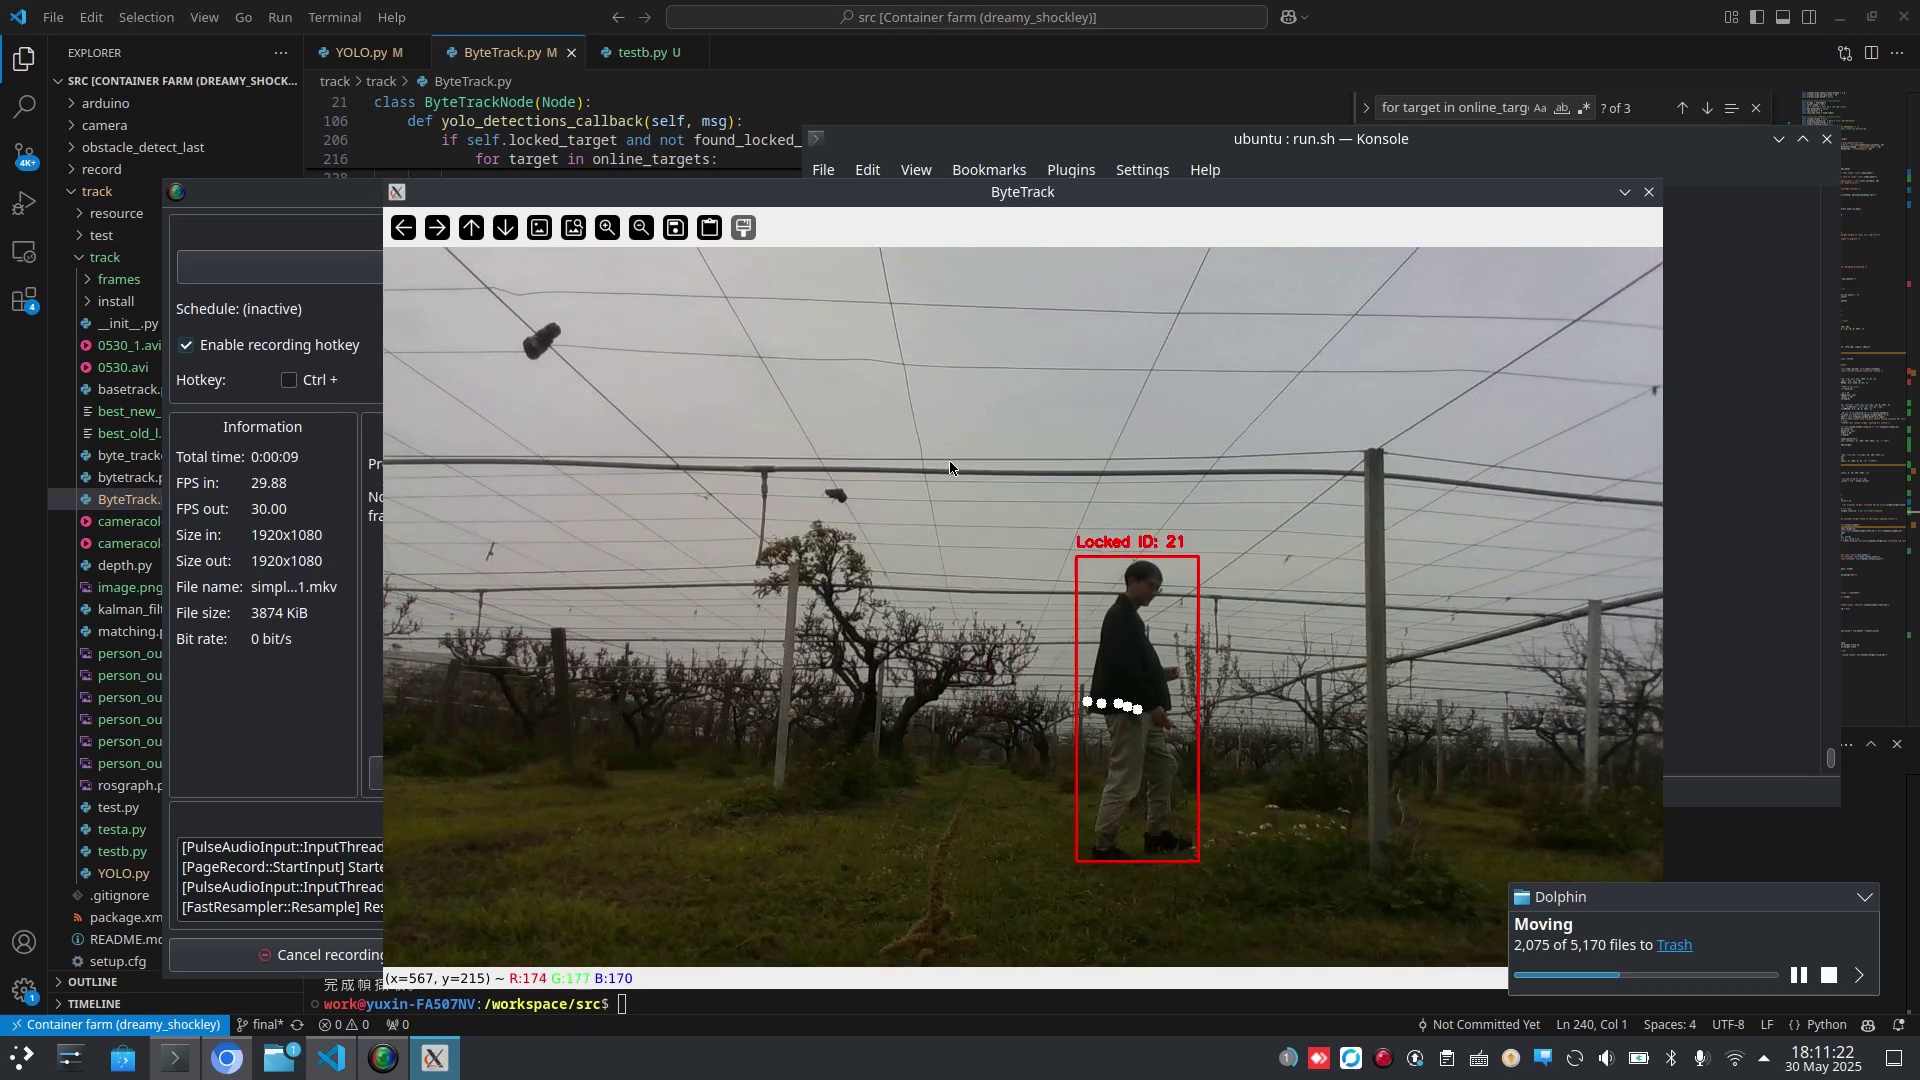 File Edit Selection View Go Run Terminal Help
src [Container farm (dreamy_shockley)]
EXPLORER
YOLO.py M
ByteTrack.py M
testb.py U
SRC [CONTAINER FARM (DREAMY_SHOCK...
track > track > ByteTrack.py
arduino
camera
obstacle_detect_last
record
track
resource
test
track
frames
install
__init__.py
0530_1.avi
0530.avi
basetrack.
best_new_
best_old_l.
byte_track
bytetrack.p
ByteTrack.
cameracol
cameracol
depth.py
image.png
kalman_filt
matching.p
person_ou
person_ou
person_ou
person_ou
person_ou
person_ou
rosgraph.p
test.py
testa.py
testb.py
YOLO.py
.gitignore
package.xm
README.md
setup.cfg
OUTLINE
TIMELINE
4K+
4
1
21 class ByteTrackNode(Node):
106 def yolo_detections_callback(self, msg):
206 if self.locked_target and not found_locked_
216 for target in online_targets:
228
for target in online_targ
Aa ab
? of 3
ubuntu : run.sh — Konsole
File Edit View Bookmarks Plugins Settings Help
ByteTrack
Schedule: (inactive)
Enable recording hotkey
Hotkey: Ctrl +
Information
Total time: 0:00:09
FPS in: 29.88
FPS out: 30.00
Size in: 1920x1080
Size out: 1920x1080
File name: simpl...1.mkv
File size: 3874 KiB
Bit rate: 0 bit/s
Pr
No
fra
[PulseAudioInput::InputThread
[PageRecord::StartInput] Starte
[PulseAudioInput::InputThread
[FastResampler::Resample] Res
Cancel recording
Locked ID: 21
(x=567, y=215) ~ R:174 G:177 B:170
work@yuxin-FA507NV:/workspace/src$
Dolphin
Moving
2,075 of 5,170 files to Trash
Container farm (dreamy_shockley)
final*
0 0
0
Not Committed Yet
Ln 240, Col 1
Spaces: 4
UTF-8
LF
Python
1
1
18:11:22
30 May 2025